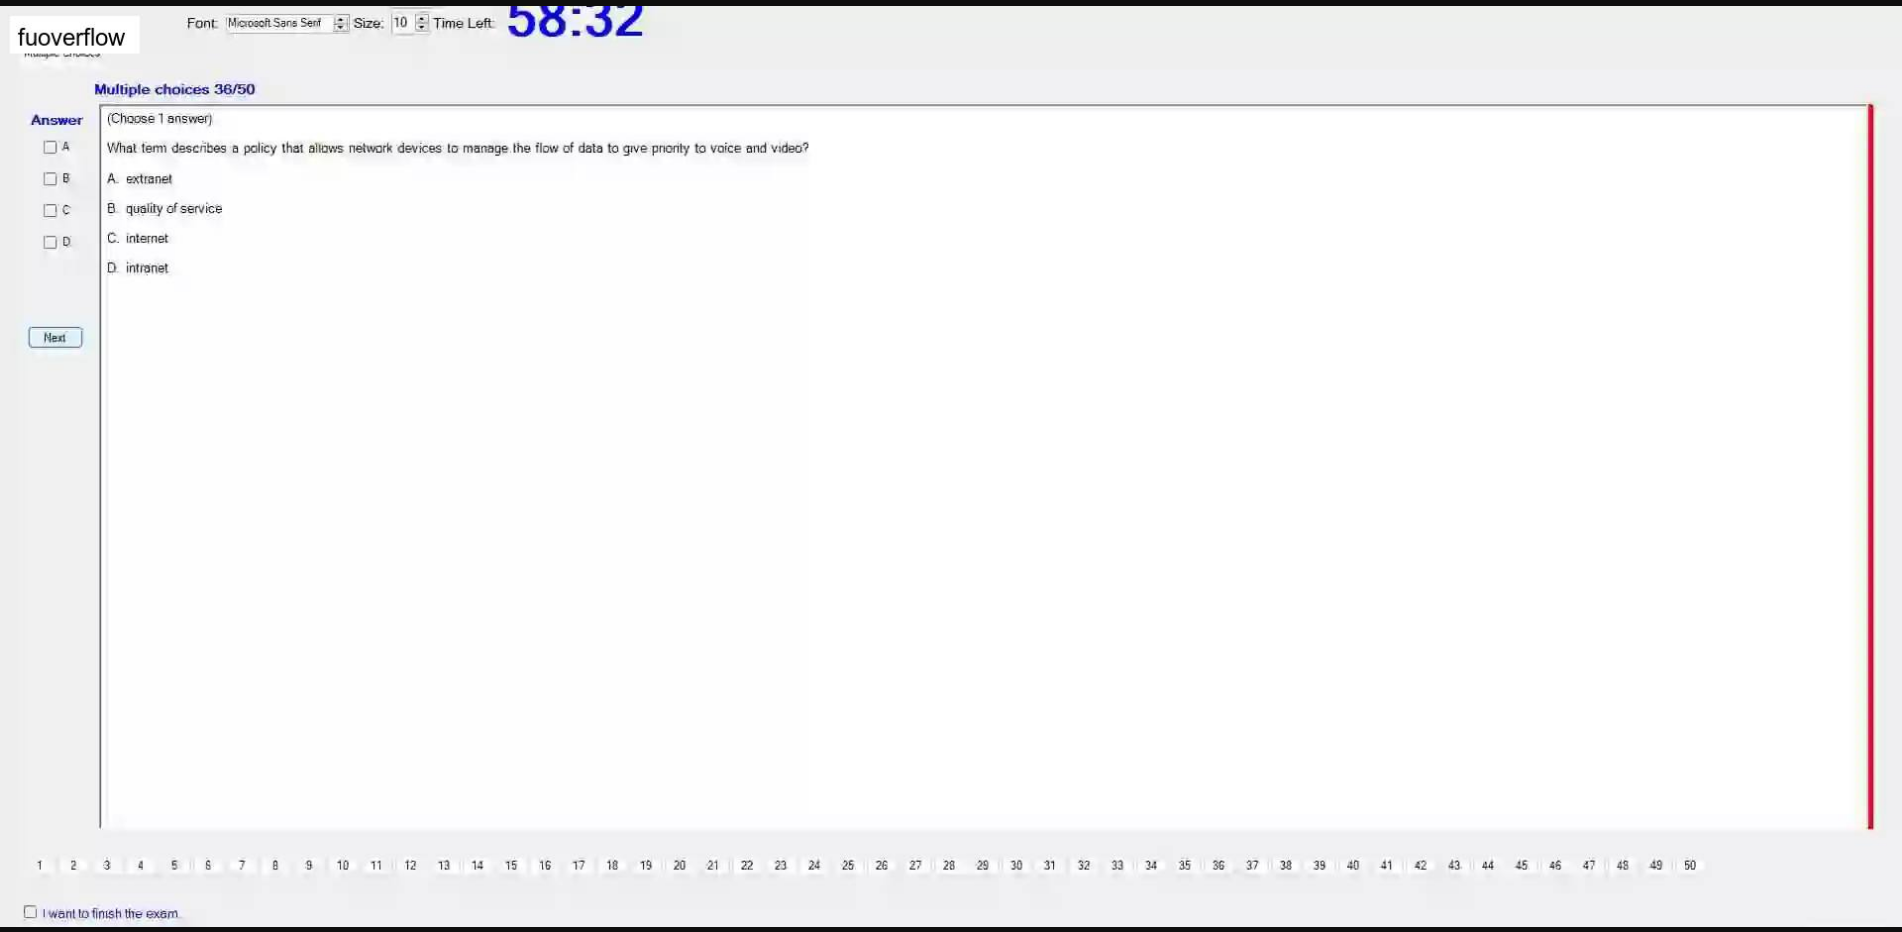 Font: Microsoft Sans Serif Size: 10 Time Left: 58:32
fuoverflow
Multiple choices
Multiple choices 36/50
Answer
(Choose 1 answer)
A
What term describes a policy that allows network devices to manage the flow of data to give priority to voice and video?
B
A. extranet
C
B. quality of service
D
C. internet
D. intranet
Next
1 2 3 4 5 6 7 8 9 10 11 12 13 14 15 16 17 18 19 20 21 22 23 24 25 26 27 28 29 30 31 32 33 34 35 36 37 38 39 40 41 42 43 44 45 46 47 48 49 50
I want to finish the exam.